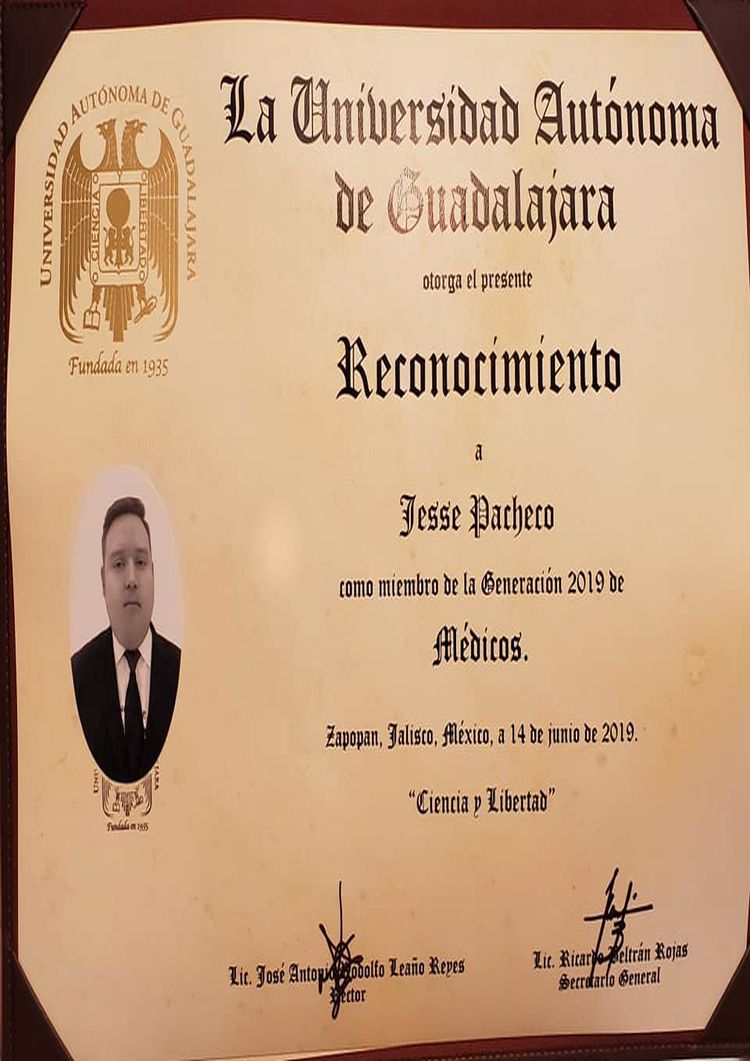 UNIVERSIDAD AUTÓNOMA DE GUADALAJARA
CIENCIA
LIBERTAD
Fundada en 1935
La Universidad Autónoma
de Guadalajara
otorga el presente
Reconocimiento
a
Jesse Pacheco
como miembro de la Generación 2019 de
Médicos.
Zapopan, Jalisco, México, a 14 de junio de 2019.
"Ciencia y Libertad"
Fundada en 1935
Lic. José Antonio Rodolfo Leaño Reyes
Rector
Lic. Ricardo Beltrán Rojas
Secretario General